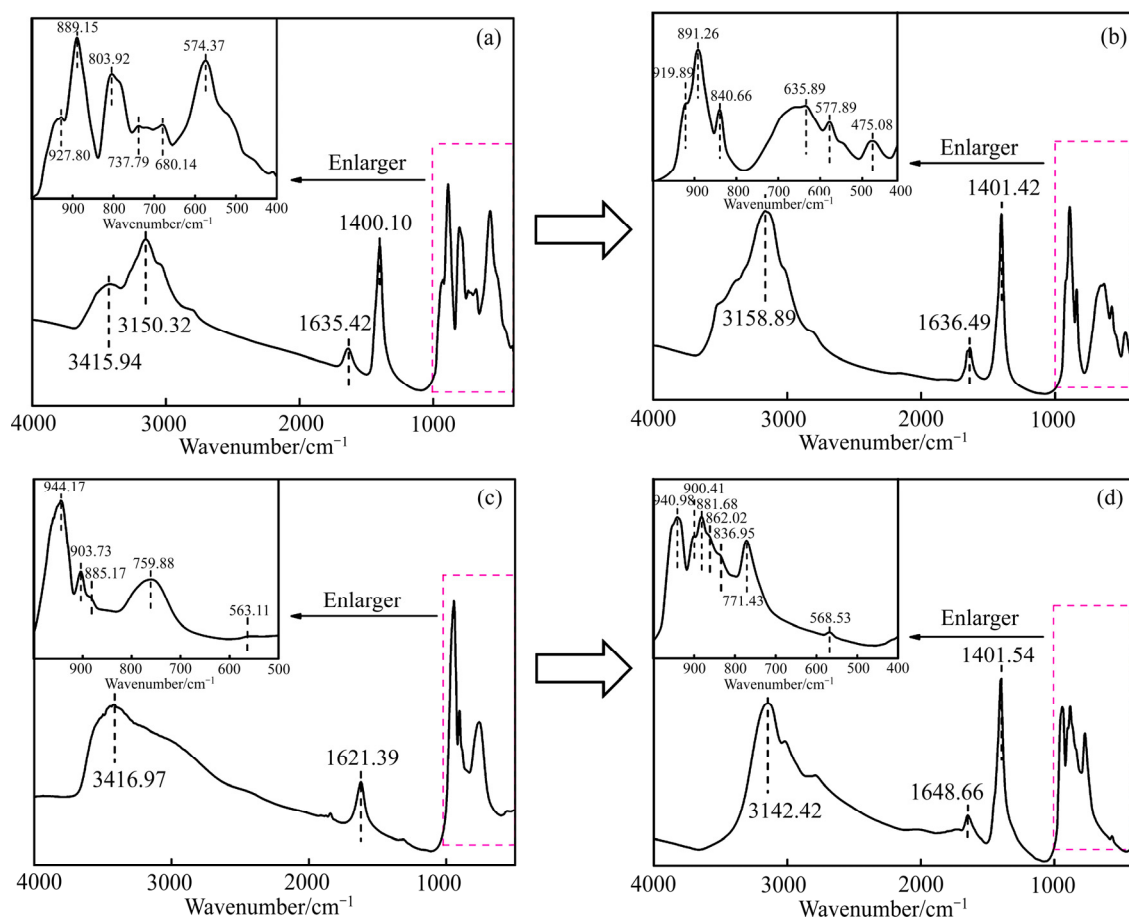 (a)
889.15
803.92
574.37
927.80
737.79
680.14
900 800 700 600 500 400
Wavenumber/cm⁻¹
Enlarger
1400.10
3150.32
3415.94
1635.42
4000 3000 2000 1000
Wavenumber/cm⁻¹
(b)
891.26
919.89
840.66
635.89
577.89
475.08
900 800 700 600 500 400
Wavenumber/cm⁻¹
Enlarger
1401.42
3158.89
1636.49
4000 3000 2000 1000
Wavenumber/cm⁻¹
(c)
944.17
903.73
885.17
759.88
563.11
900 800 700 600 500
Wavenumber/cm⁻¹
Enlarger
3416.97
1621.39
4000 3000 2000 1000
Wavenumber/cm⁻¹
(d)
900.41
940.98
881.68
862.02
836.95
771.43
568.53
900 800 700 600 500 400
Wavenumber/cm⁻¹
Enlarger
1401.54
3142.42
1648.66
4000 3000 2000 1000
Wavenumber/cm⁻¹